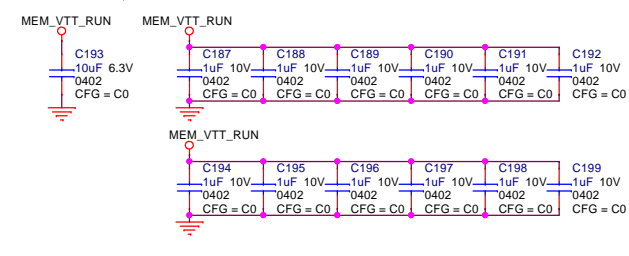 MEM_VTT_RUN MEM_VTT_RUN
C193 C187 C188 C189 C190 C191 C192
10uF 6.3V 1uF 10V 1uF 10V 1uF 10V 1uF 10V 1uF 10V 1uF 10V
0402 0402 0402 0402 0402 0402 0402
CFG = C0 CFG = C0 CFG = C0 CFG = C0 CFG = C0 CFG = C0 CFG = C0
MEM_VTT_RUN
C194 C195 C196 C197 C198 C199
1uF 10V 1uF 10V 1uF 10V 1uF 10V 1uF 10V 1uF 10V
0402 0402 0402 0402 0402 0402
CFG = C0 CFG = C0 CFG = C0 CFG = C0 CFG = C0 CFG = C0